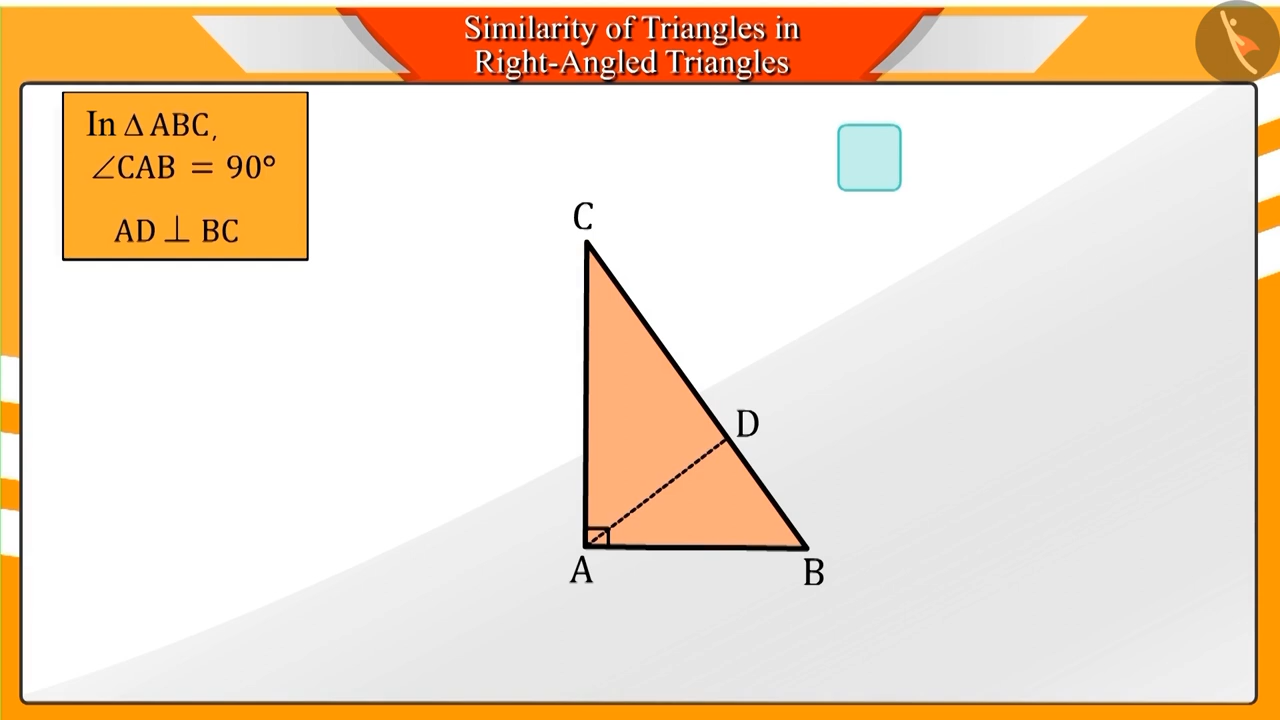 Similarity of Triangles in
Right-Angled Triangles
In Δ ABC,
∠CAB = 90°
AD ⊥ BC
C
D
A
B